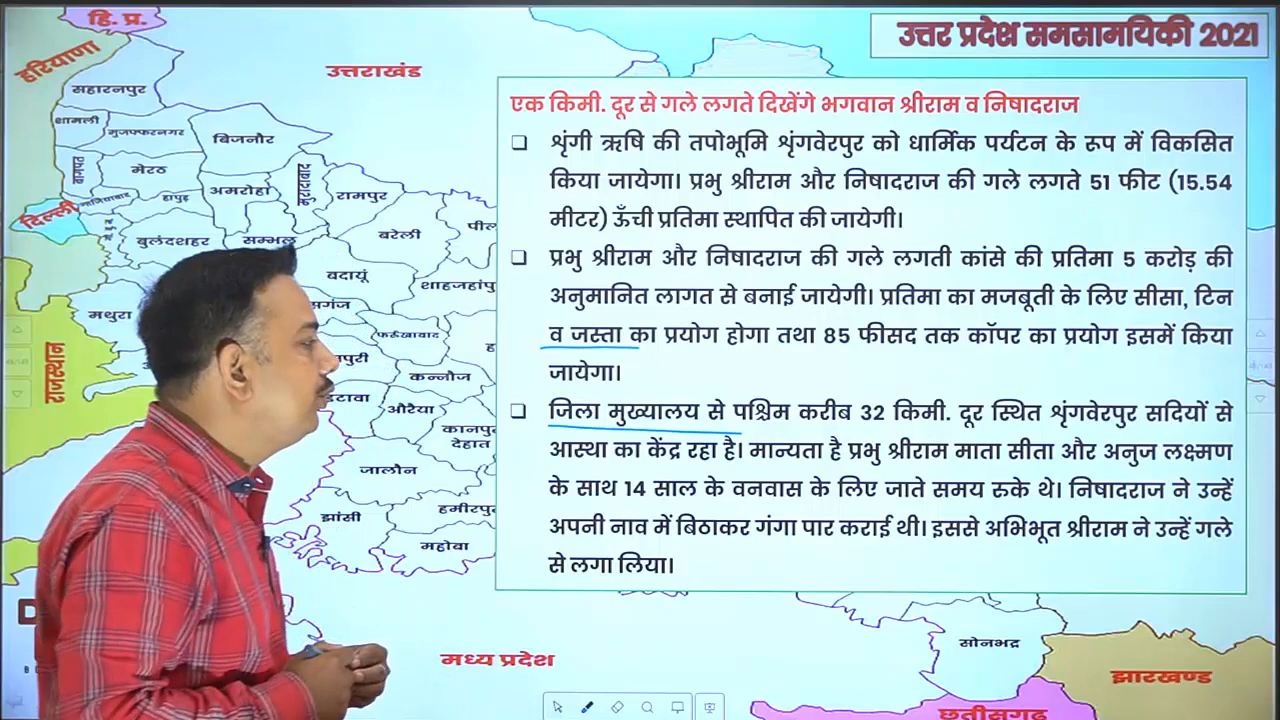 हि. प्र.
उत्तर प्रदेश समसामयिकी 2021
हरियाणा
उत्तराखंड
सहारनपुर
शामली
मुजफ्फरनगर
बिजनौर
बागपत
मेरठ
मुरादाबाद
अमरोहा
रामपुर
हापुड़
गाजियाबाद
दिल्ली
बुलंदशहर
सम्भल
बरेली
पील
बदायूं
शाहजहांपु
मथुरा
सगंज
फर्रुखाबाद
ह
राजस्थान
नपुरी
कन्नौज
इटावा
औरैया
कानपु
देहात
जालौन
झांसी
हमीरपु
महोबा
एक किमी. दूर से गले लगते दिखेंगे भगवान श्रीराम व निषादराज
❑ श्रृंगी ऋषि की तपोभूमि श्रृंगवेरपुर को धार्मिक पर्यटन के रूप में विकसित
किया जायेगा। प्रभु श्रीराम और निषादराज की गले लगते 51 फीट (15.54
मीटर) ऊँची प्रतिमा स्थापित की जायेगी।
❑ प्रभु श्रीराम और निषादराज की गले लगती कांसे की प्रतिमा 5 करोड़ की
अनुमानित लागत से बनाई जायेगी। प्रतिमा का मजबूती के लिए सीसा, टिन
व जस्ता का प्रयोग होगा तथा 85 फीसद तक कॉपर का प्रयोग इसमें किया
जायेगा।
❑ जिला मुख्यालय से पश्चिम करीब 32 किमी. दूर स्थित श्रृंगवेरपुर सदियों से
आस्था का केंद्र रहा है। मान्यता है प्रभु श्रीराम माता सीता और अनुज लक्ष्मण
के साथ 14 साल के वनवास के लिए जाते समय रुके थे। निषादराज ने उन्हें
अपनी नाव में बिठाकर गंगा पार कराई थी। इससे अभिभूत श्रीराम ने उन्हें गले
से लगा लिया।
सोनभद्र
मध्य प्रदेश
झारखण्ड
छतीसगढ़